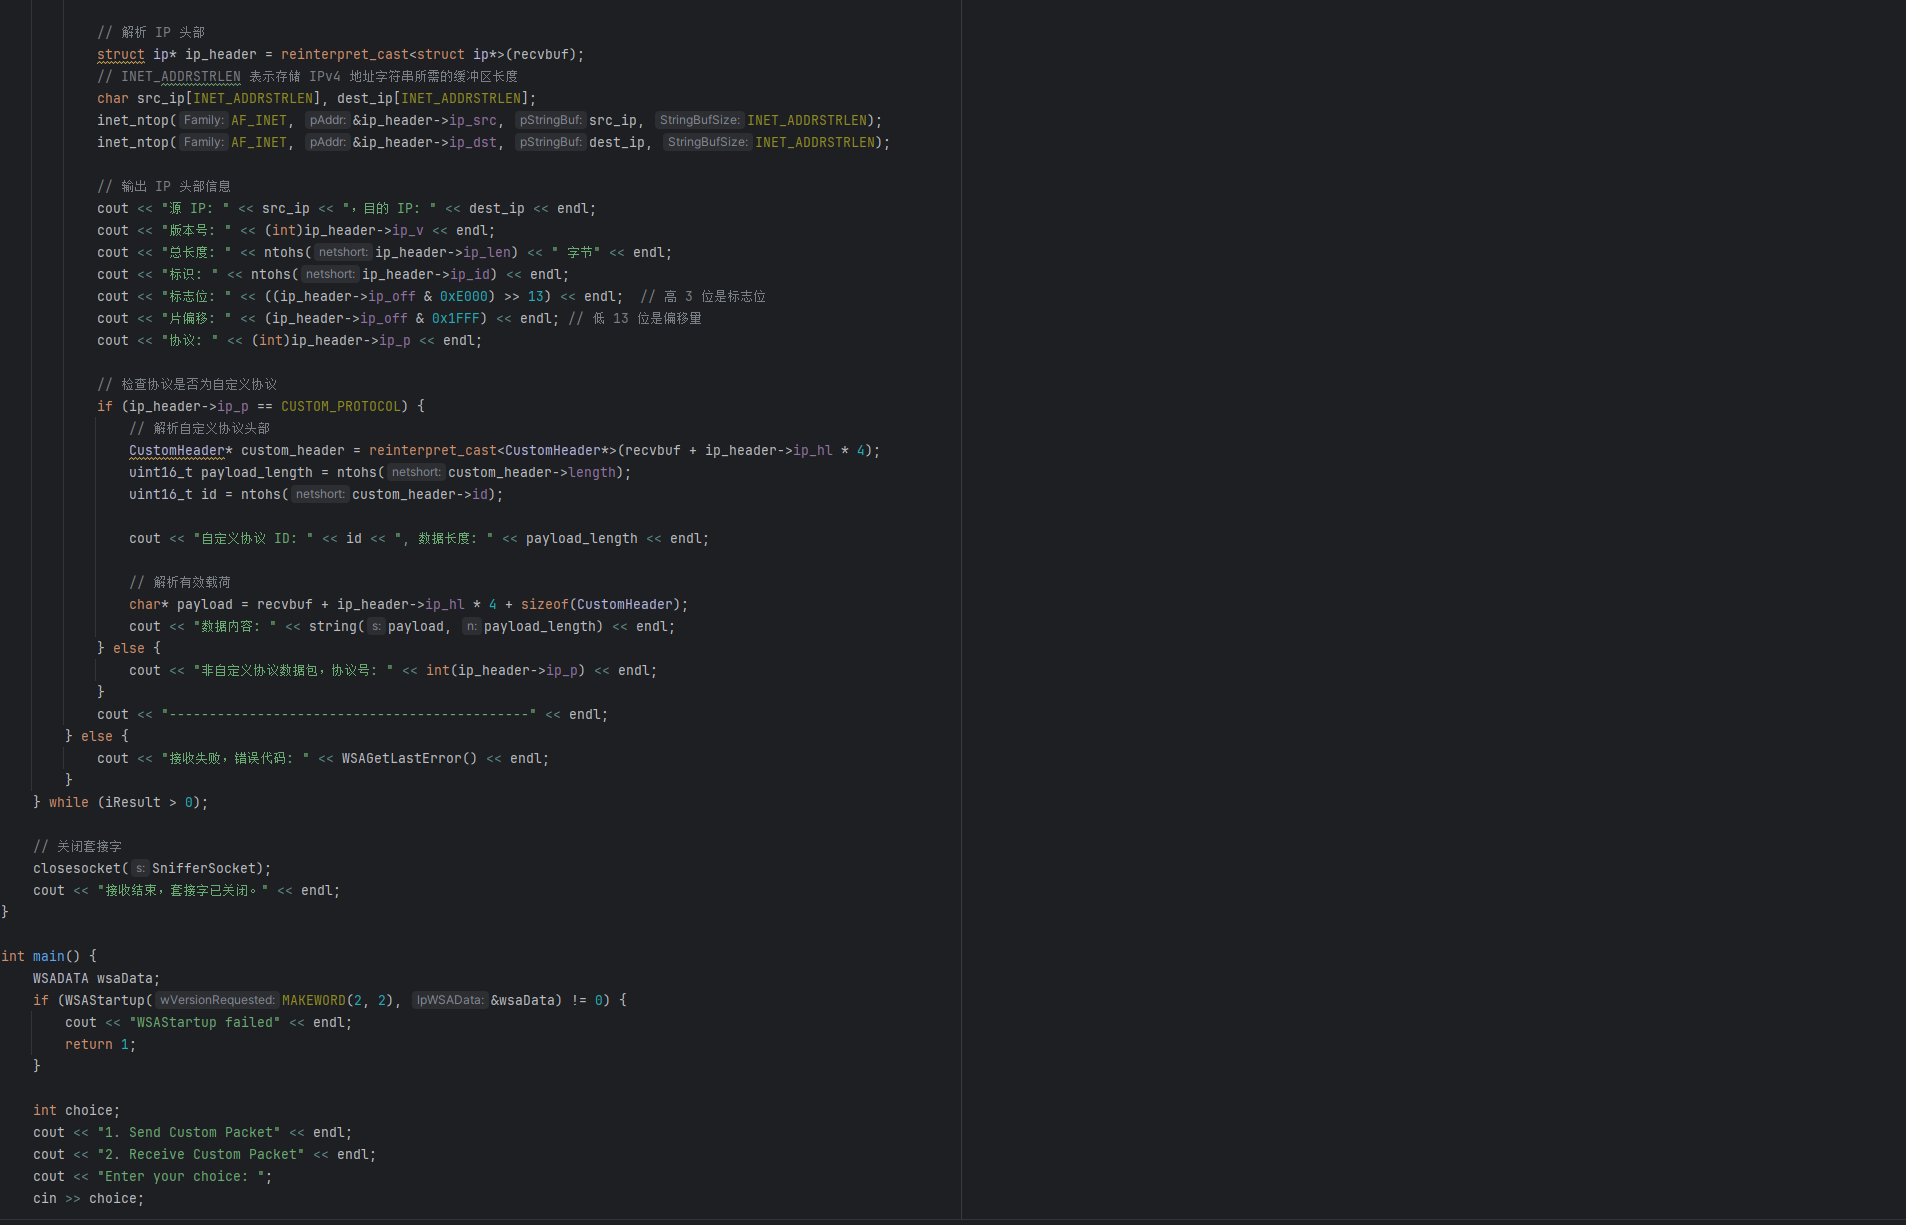 // 解析 IP 头部
struct ip* ip_header = reinterpret_cast<struct ip*>(recvbuf);
// INET_ADDRSTRLEN 表示存储 IPv4 地址字符串所需的缓冲区长度
char src_ip[INET_ADDRSTRLEN], dest_ip[INET_ADDRSTRLEN];
inet_ntop( Family: AF_INET, pAddr: &ip_header->ip_src, pStringBuf: src_ip, StringBufSize: INET_ADDRSTRLEN);
inet_ntop( Family: AF_INET, pAddr: &ip_header->ip_dst, pStringBuf: dest_ip, StringBufSize: INET_ADDRSTRLEN);
// 输出 IP 头部信息
cout << "源 IP: " << src_ip << ", 目的 IP: " << dest_ip << endl;
cout << "版本号: " << (int)ip_header->ip_v << endl;
cout << "总长度: " << ntohs( netshort: ip_header->ip_len) << " 字节" << endl;
cout << "标识: " << ntohs( netshort: ip_header->ip_id) << endl;
cout << "标志位: " << ((ip_header->ip_off & 0xE000) >> 13) << endl;  // 高 3 位是标志位
cout << "片偏移: " << (ip_header->ip_off & 0x1FFF) << endl; // 低 13 位是偏移量
cout << "协议: " << (int)ip_header->ip_p << endl;
// 检查协议是否为自定义协议
if (ip_header->ip_p == CUSTOM_PROTOCOL) {
// 解析自定义协议头部
CustomHeader* custom_header = reinterpret_cast<CustomHeader*>(recvbuf + ip_header->ip_hl * 4);
uint16_t payload_length = ntohs( netshort: custom_header->length);
uint16_t id = ntohs( netshort: custom_header->id);
cout << "自定义协议 ID: " << id << ", 数据长度: " << payload_length << endl;
// 解析有效载荷
char* payload = recvbuf + ip_header->ip_hl * 4 + sizeof(CustomHeader);
cout << "数据内容: " << string( s: payload, n: payload_length) << endl;
} else {
cout << "非自定义协议数据包，协议号: " << int(ip_header->ip_p) << endl;
}
cout << "---------------------------------------------" << endl;
} else {
cout << "接收失败，错误代码: " << WSAGetLastError() << endl;
}
} while (iResult > 0);
// 关闭套接字
closesocket( s: SnifferSocket);
cout << "接收结束，套接字已关闭。" << endl;
}
int main() {
WSADATA wsaData;
if (WSAStartup( wVersionRequested: MAKEWORD(2, 2), lpWSAData: &wsaData) != 0) {
cout << "WSAStartup failed" << endl;
return 1;
}
int choice;
cout << "1. Send Custom Packet" << endl;
cout << "2. Receive Custom Packet" << endl;
cout << "Enter your choice: ";
cin >> choice;